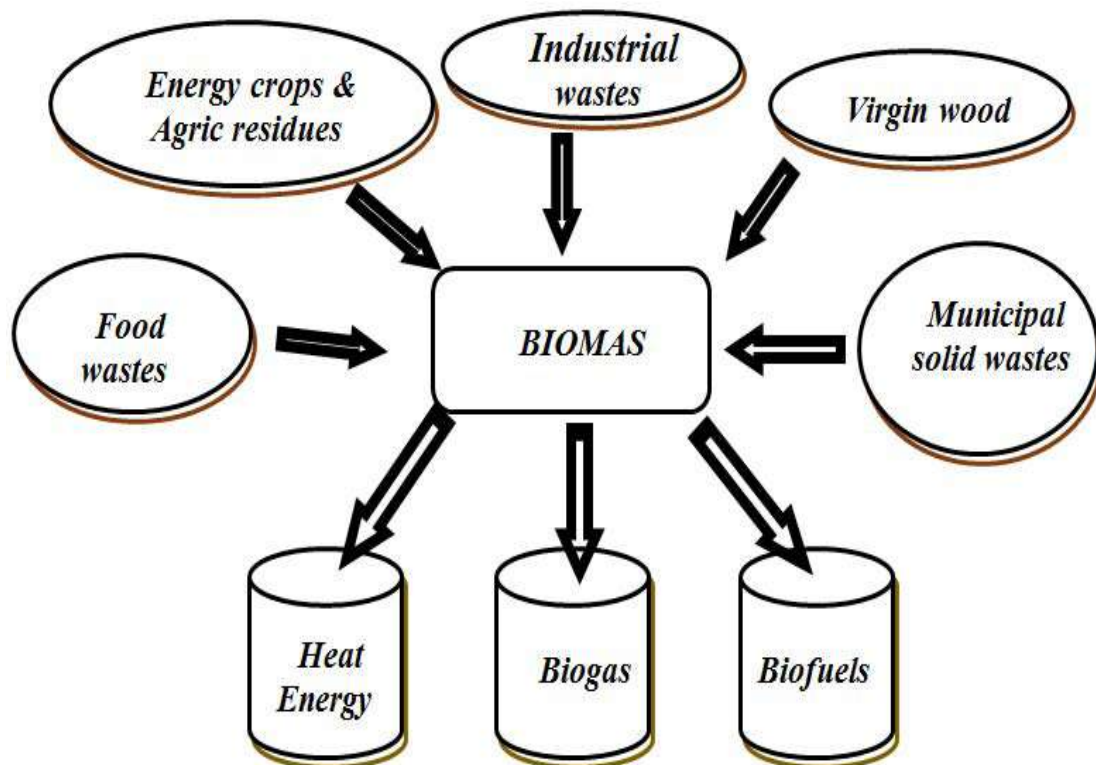 Energy crops &
Agric residues
Industrial
wastes
Virgin wood
Food
wastes
BIOMAS
Municipal
solid wastes
Heat
Energy
Biogas
Biofuels